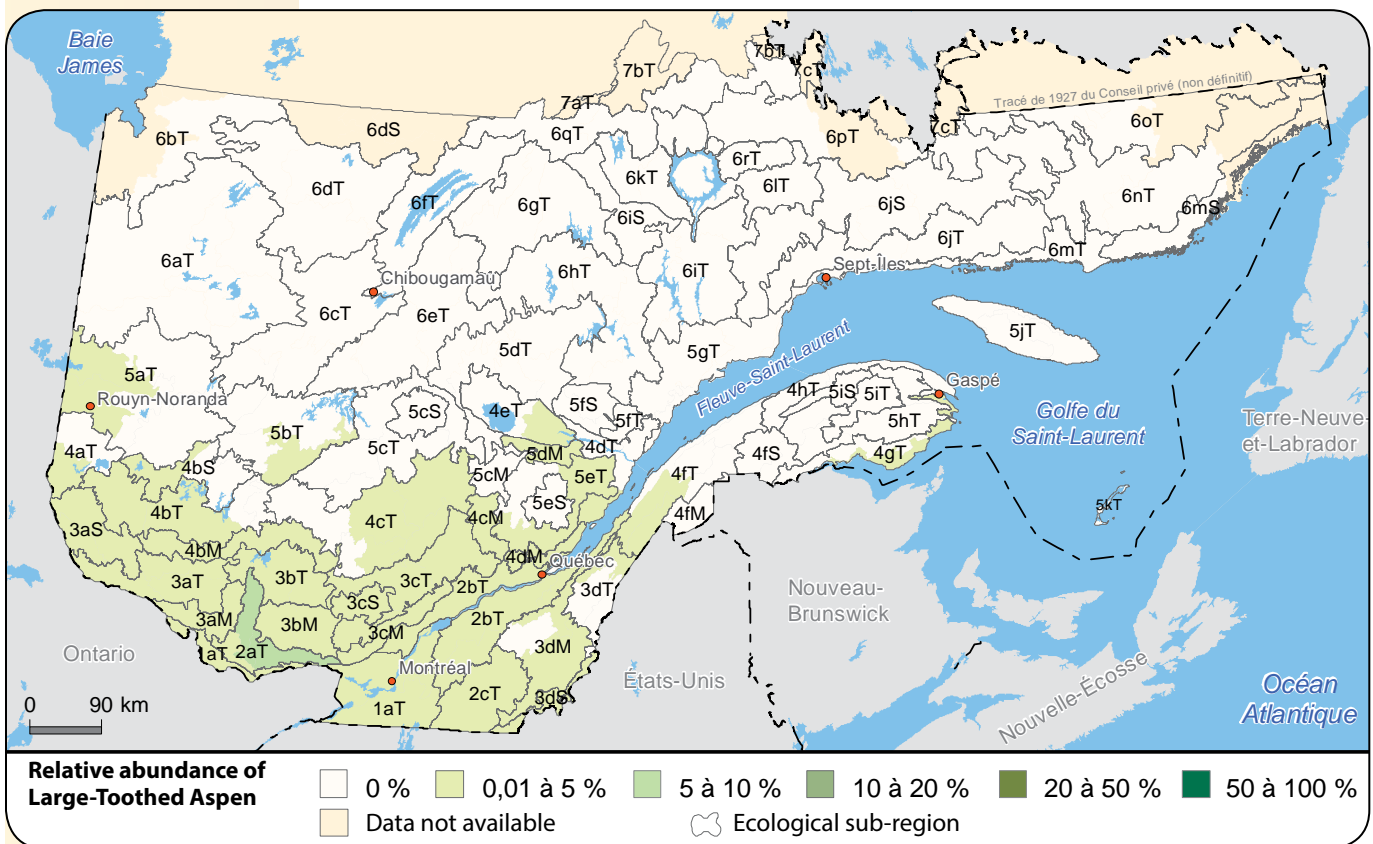 Baie
James
7bT
7bT
7cT
Tracé de 1927 du Conseil privé (non définitif)
7aT
6bT
6dS
6qT
6pT
7cT
6oT
6dT
6fT
6kT
6rT
6lT
6gT
6iS
6jS
6nT
6mS
6jT
6mT
6aT
Chibougamau
6hT
6iT
Sept-Îles
6cT
6eT
5jT
5dT
5gT
Fleuve-Saint-Laurent
5aT
Rouyn-Noranda
5cS
4eT
5fS
5fT
4hT
5iS
5iT
Gaspé
5hT
Golfe du
Saint-Laurent
Terre-Neuve-
et-Labrador
5bT
5cT
4aT
4bS
5dM
4dT
4fS
4gT
5cM
5eT
4fT
5eS
4fM
5kT
4bT
3aS
4cT
4cM
4bM
4dM
Québec
3aT
3bT
3cT
2bT
3cS
3dT
Nouveau-
Brunswick
3aM
3bM
3cM
2bT
3dM
Ontario
1aT
2aT
Montréal
2cT
3dS
1aT
États-Unis
Nouvelle-Écosse
Océan
Atlantique
0 90 km
Relative abundance of
Large-Toothed Aspen
0 % 0,01 à 5 % 5 à 10 % 10 à 20 % 20 à 50 % 50 à 100 %
Data not available Ecological sub-region